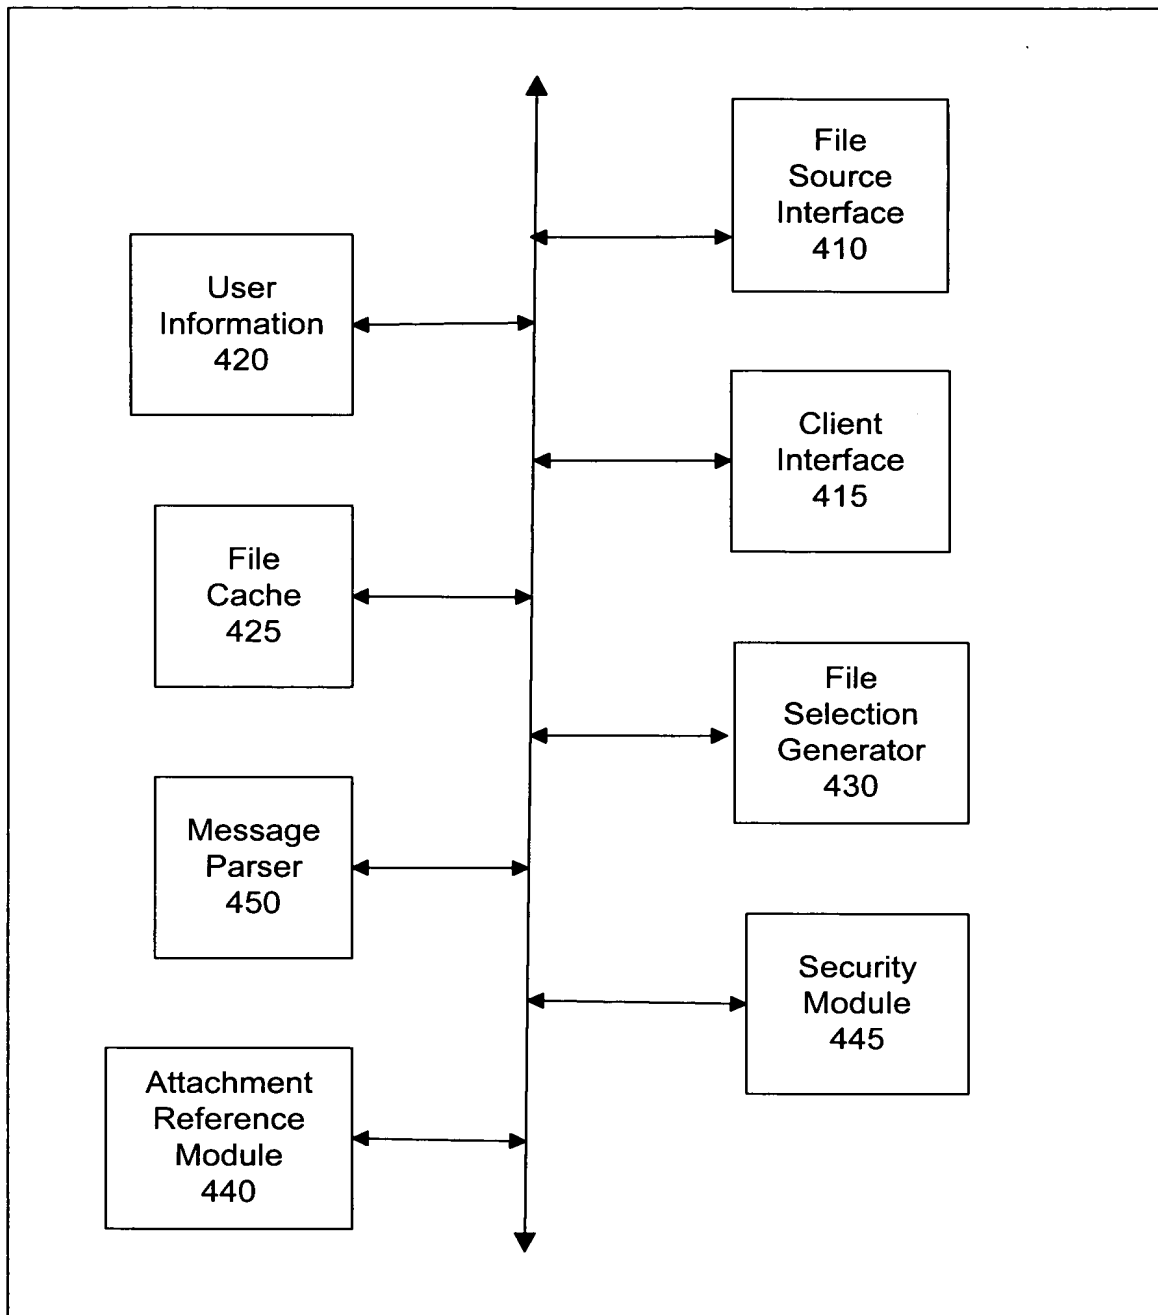 File
Source
Interface
410
User
Information
420
Client
Interface
415
File
Cache
425
File
Selection
Generator
430
Message
Parser
450
Security
Module
445
Attachment
Reference
Module
440